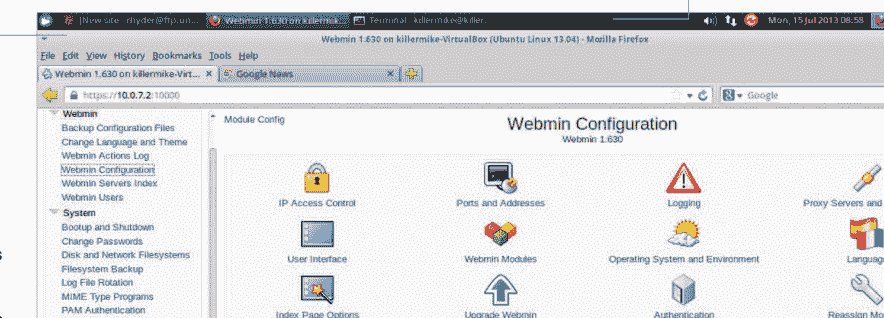 [New site - rhyder@ftp.un...
Webmin 1.630 on killermik...
Terminal - killermike@killer...
Mon, 15 Jul 2013 08:58
Webmin 1.630 on killermike-VirtualBox (Ubuntu Linux 13.04) - Mozilla Firefox
File Edit View History Bookmarks Tools Help
Webmin 1.630 on killermike-Virt...
Google News
https://10.0.7.2:10000
Google
Webmin
Backup Configuration Files
Change Language and Theme
Webmin Actions Log
Webmin Configuration
Webmin Servers Index
Webmin Users
System
Bootup and Shutdown
Change Passwords
Disk and Network Filesystems
Filesystem Backup
Log File Rotation
MIME Type Programs
PAM Authentication
Module Config
Webmin Configuration
Webmin 1.630
IP Access Control
Ports and Addresses
Logging
Proxy Servers and
User Interface
Webmin Modules
Operating System and Environment
Languag
Index Page Options
Upgrade Webmin
Authentication
Reassign Mo
s